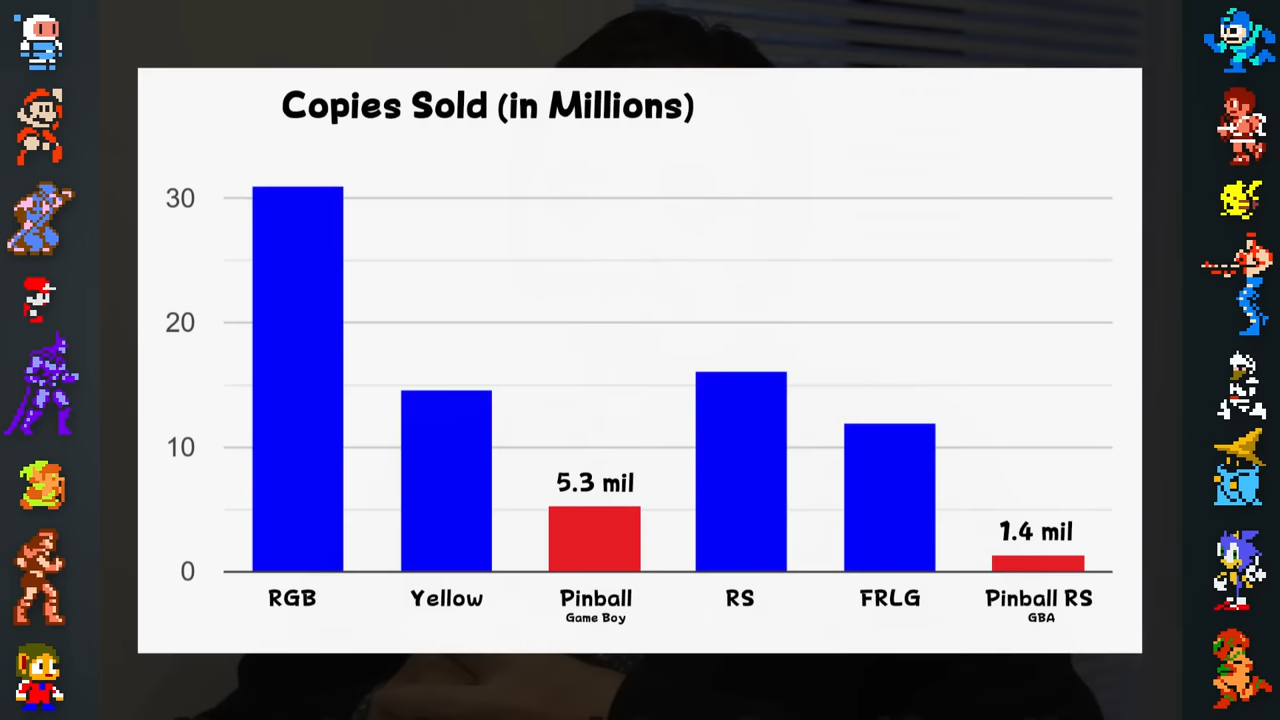 Copies Sold (in Millions)
30
20
10
0
5.3 mil
1.4 mil
RGB
Yellow
Pinball
Game Boy
RS
FRLG
Pinball RS
GBA